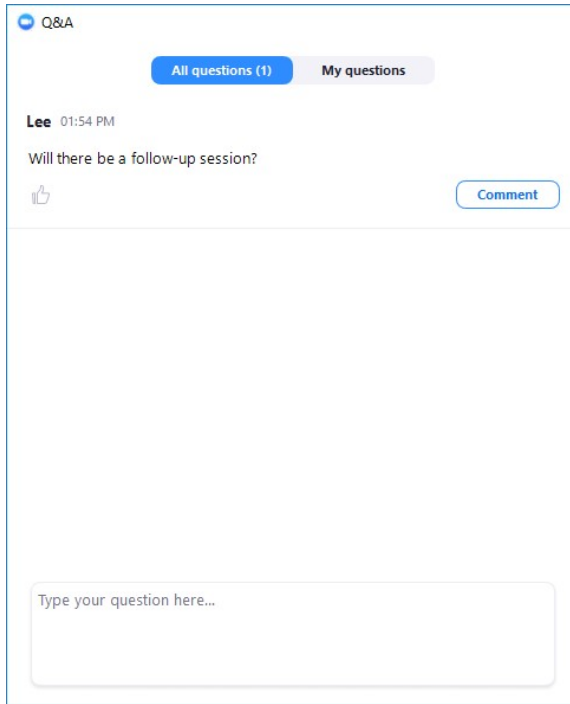 Q&A
All questions (1) My questions
Lee 01:54 PM
Will there be a follow-up session?
Comment
Type your question here...